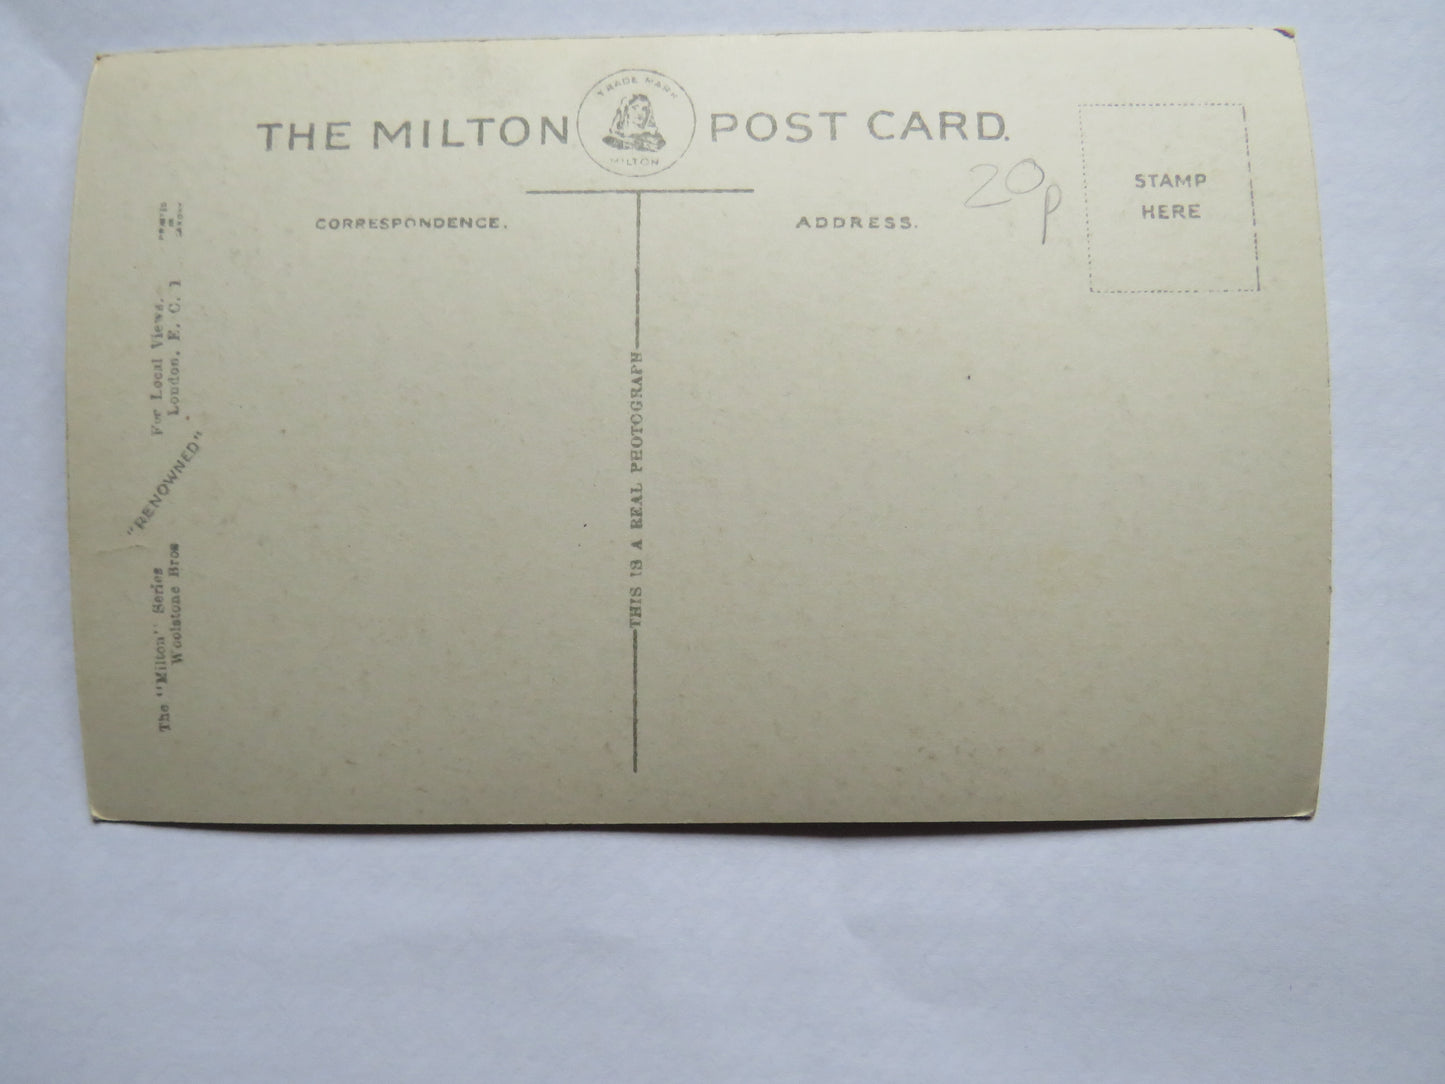 THE MILTON POST CARD.
TRADE MARK
MILTON
CORRESPONDENCE.
ADDRESS.
20p
STAMP
HERE
THIS IS A REAL PHOTOGRAPH
The "Milton" Series "RENOWNED" For Local Views.
Woolstone Bros London, E. C. 1